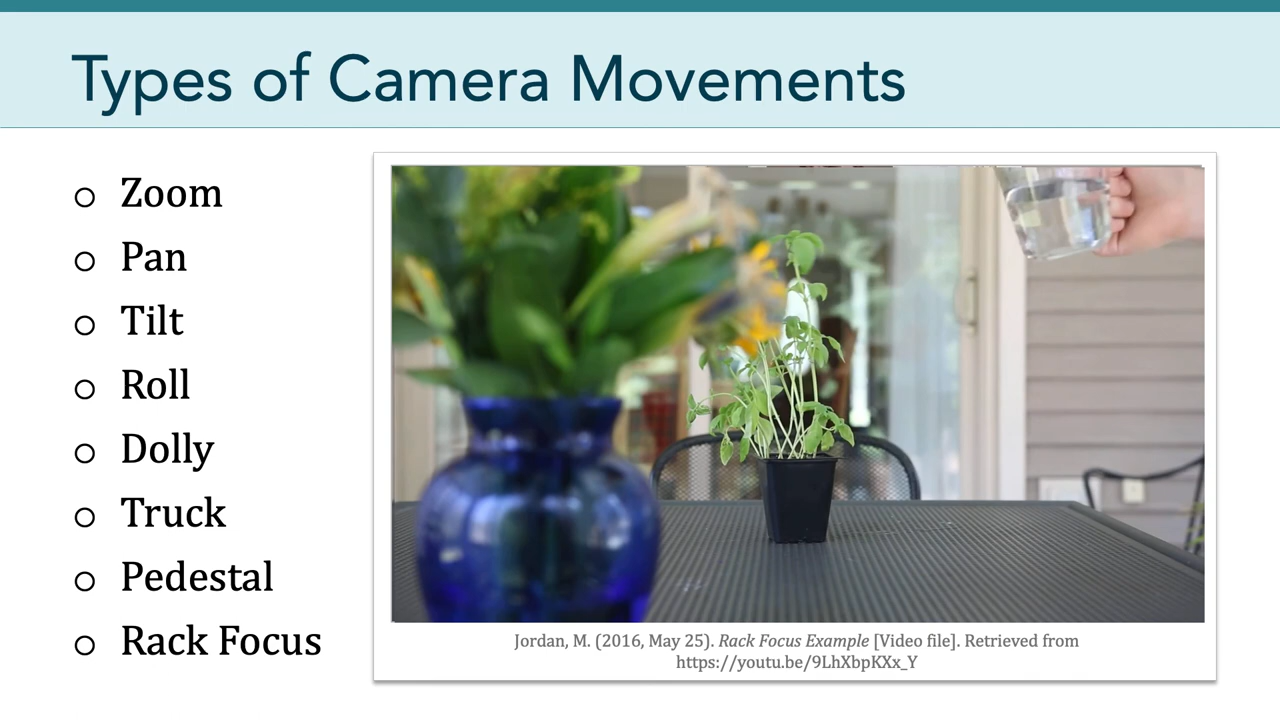 Types of Camera Movements
Zoom
Pan
Tilt
Roll
Dolly
Truck
Pedestal
Rack Focus
Jordan, M. (2016, May 25). Rack Focus Example [Video file]. Retrieved from
https://youtu.be/9LhXbpKXx_Y